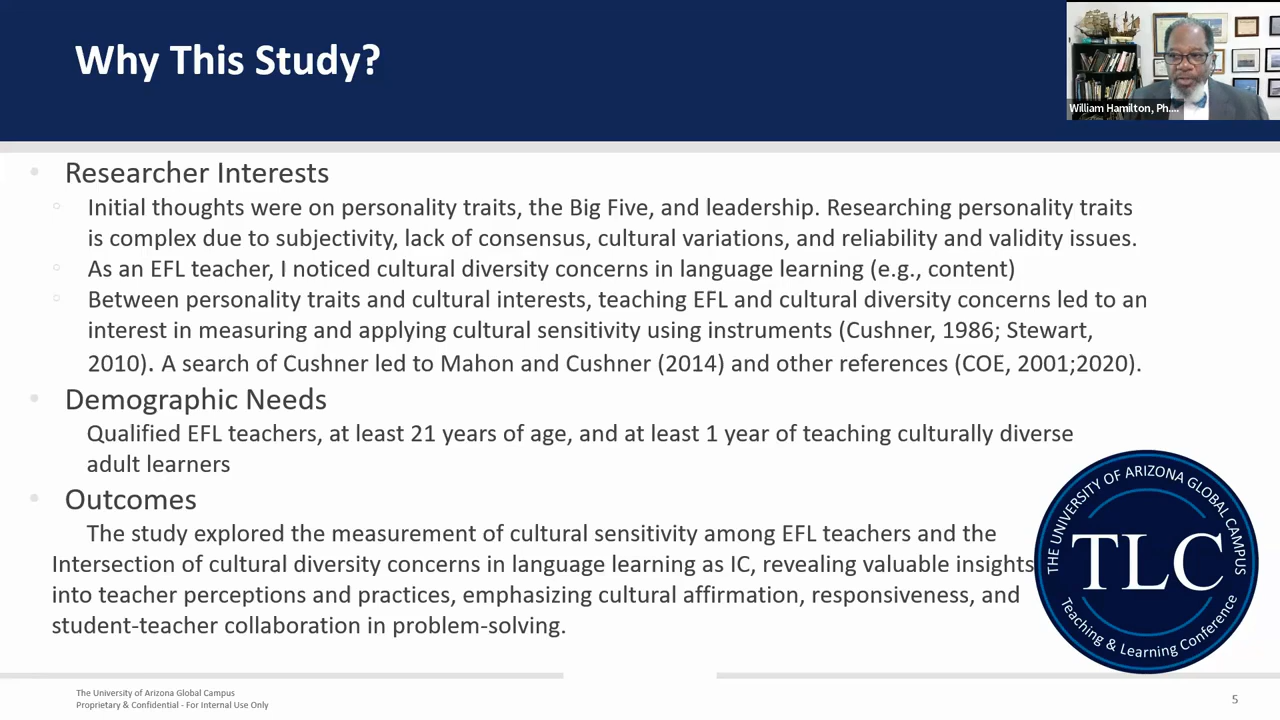 Why This Study?
William Hamilton, Ph....
• Researcher Interests
○ Initial thoughts were on personality traits, the Big Five, and leadership. Researching personality traits
is complex due to subjectivity, lack of consensus, cultural variations, and reliability and validity issues.
○ As an EFL teacher, I noticed cultural diversity concerns in language learning (e.g., content)
○ Between personality traits and cultural interests, teaching EFL and cultural diversity concerns led to an
interest in measuring and applying cultural sensitivity using instruments (Cushner, 1986; Stewart,
2010). A search of Cushner led to Mahon and Cushner (2014) and other references (COE, 2001;2020).
• Demographic Needs
Qualified EFL teachers, at least 21 years of age, and at least 1 year of teaching culturally diverse
adult learners
• Outcomes
The study explored the measurement of cultural sensitivity among EFL teachers and the
Intersection of cultural diversity concerns in language learning as IC, revealing valuable insights
into teacher perceptions and practices, emphasizing cultural affirmation, responsiveness, and
student-teacher collaboration in problem-solving.
THE UNIVERSITY OF ARIZONA GLOBAL CAMPUS
TLC
Teaching & Learning Conference
The University of Arizona Global Campus
Proprietary & Confidential - For Internal Use Only
5